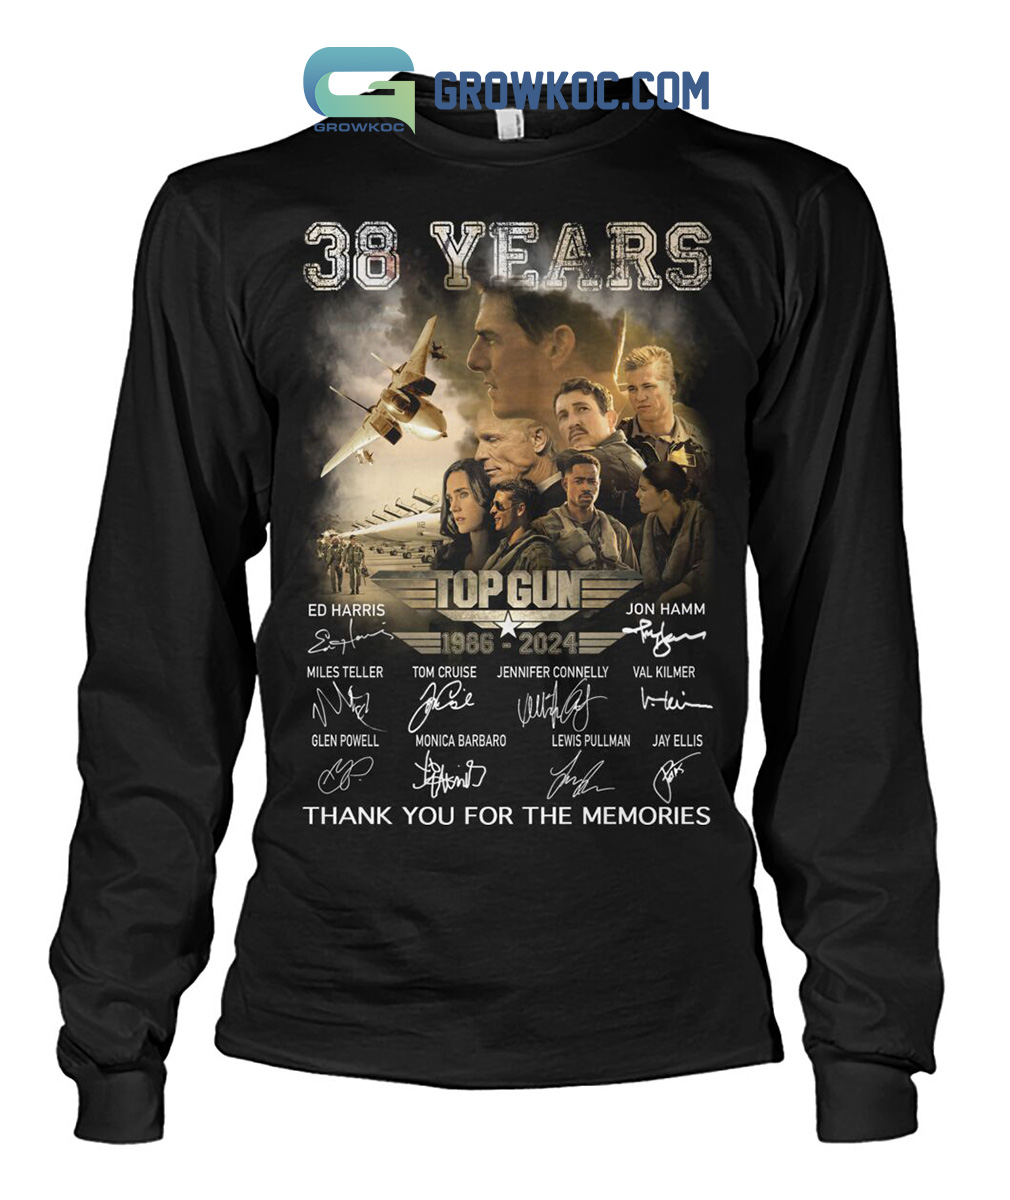 GROWKOC.COM
GROWKOC
38 YEARS
TOP GUN
1986 - 2024
ED HARRIS JON HAMM
MILES TELLER TOM CRUISE JENNIFER CONNELLY VAL KILMER
GLEN POWELL MONICA BARBARO LEWIS PULLMAN JAY ELLIS
THANK YOU FOR THE MEMORIES